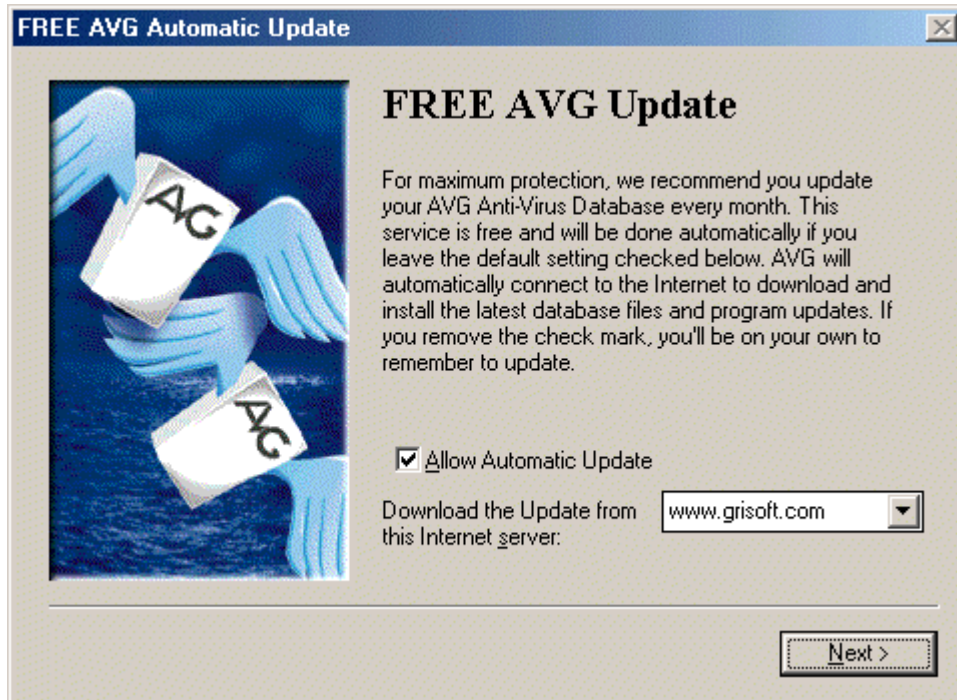 FREE AVG Automatic Update
AVG
AVG
FREE AVG Update
For maximum protection, we recommend you update
your AVG Anti-Virus Database every month. This
service is free and will be done automatically if you
leave the default setting checked below. AVG will
automatically connect to the Internet to download and
install the latest database files and program updates. If
you remove the check mark, you'll be on your own to
remember to update.
Allow Automatic Update
Download the Update from
this Internet server:
www.grisoft.com
Next >